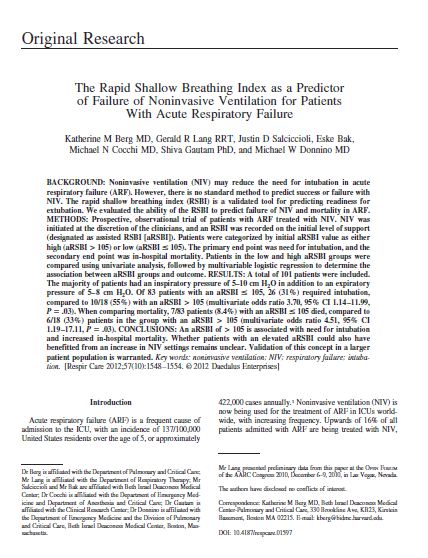 Original Research
The Rapid Shallow Breathing Index as a Predictor
of Failure of Noninvasive Ventilation for Patients
With Acute Respiratory Failure
Katherine M Berg MD, Gerald R Lang RRT, Justin D Salciccioli, Eske Bak,
Michael N Cocchi MD, Shiva Gautam PhD, and Michael W Donnino MD
BACKGROUND: Noninvasive ventilation (NIV) may reduce the need for intubation in acute
respiratory failure (ARF). However, there is no standard method to predict success or failure with
NIV. The rapid shallow breathing index (RSBI) is a validated tool for predicting readiness for
extubation. We evaluated the ability of the RSBI to predict failure of NIV and mortality in ARF.
METHODS: Prospective, observational trial of patients with ARF treated with NIV. NIV was
initiated at the discretion of the clinicians, and an RSBI was recorded on the initial level of support
(designated as assisted RSBI [aRSBI]). Patients were categorized by initial aRSBI value as either
high (aRSBI > 105) or low (aRSBI ≤ 105). The primary end point was need for intubation, and the
secondary end point was in-hospital mortality. Patients in the low and high aRSBI groups were
compared using univariate analysis, followed by multivariable logistic regression to determine the
association between aRSBI groups and outcome. RESULTS: A total of 101 patients were included.
The majority of patients had an inspiratory pressure of 5–10 cm H₂O in addition to an expiratory
pressure of 5–8 cm H₂O. Of 83 patients with an aRSBI ≤ 105, 26 (31%) required intubation,
compared to 10/18 (55%) with an aRSBI > 105 (multivariate odds ratio 3.70, 95% CI 1.14–11.99,
P = .03). When comparing mortality, 7/83 patients (8.4%) with an aRSBI ≤ 105 died, compared to
6/18 (33%) patients in the group with an aRSBI > 105 (multivariate odds ratio 4.51, 95% CI
1.19–17.11, P = .03). CONCLUSIONS: An aRSBI of > 105 is associated with need for intubation
and increased in-hospital mortality. Whether patients with an elevated aRSBI could also have
benefitted from an increase in NIV settings remains unclear. Validation of this concept in a larger
patient population is warranted. Key words: noninvasive ventilation; NIV: respiratory failure; intuba-
tion. [Respir Care 2012;57(10):1548–1554. © 2012 Daedalus Enterprises]
Introduction
Acute respiratory failure (ARF) is a frequent cause of
admission to the ICU, with an incidence of 137/100,000
United States residents over the age of 5, or approximately
422,000 cases annually.¹ Noninvasive ventilation (NIV) is
now being used for the treatment of ARF in ICUs world-
wide, with increasing frequency. Upwards of 16% of all
patients admitted with ARF are being treated with NIV,
Dr Berg is affiliated with the Department of Pulmonary and Critical Care;
Mr Lang is affiliated with the Department of Respiratory Therapy; Mr
Salciccioli and Mr Bak are affiliated with Beth Israel Deaconess Medical
Center; Dr Cocchi is affiliated with the Department of Emergency Med-
icine and Department of Anesthesia and Critical Care; Dr Gautam is
affiliated with the Clinical Research Center; Dr Donnino is affiliated with
the Department of Emergency Medicine and the Division of Pulmonary
and Critical Care, Beth Israel Deaconess Medical Center, Boston, Mas-
sachusetts.
Mr Lang presented preliminary data from this paper at the Open Forum
of the AARC Congress 2010, December 6–9, 2010, in Las Vegas, Nevada.
The authors have disclosed no conflicts of interest.
Correspondence: Katherine M Berg MD, Beth Israel Deaconess Medical
Center-Pulmonary and Critical Care, 330 Brookline Ave, KB23, Kirstein
Basement, Boston MA 02215. E-mail: kberg@bidmc.harvard.edu.
DOI: 10.4187/respcare.01597